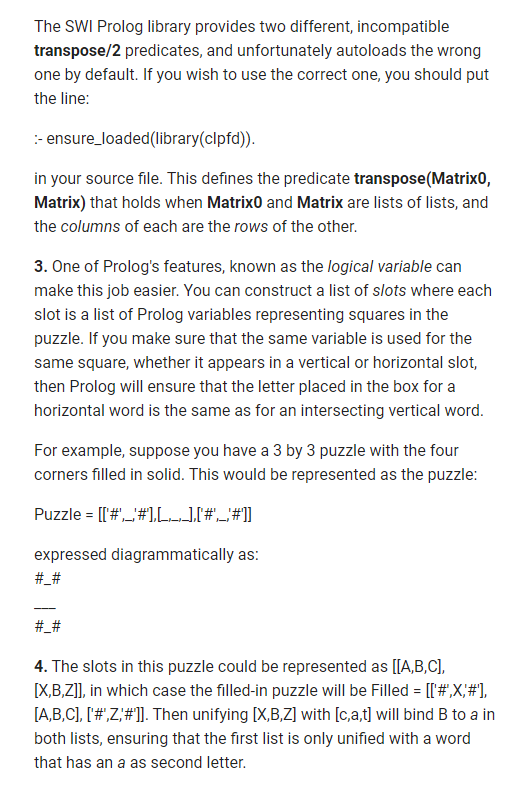 The SWI Prolog library provides two different, incompatible
transpose/2 predicates, and unfortunately autoloads the wrong
one by default. If you wish to use the correct one, you should put
the line:
:- ensure_loaded(library(clpfd)).
in your source file. This defines the predicate transpose(Matrix0,
Matrix) that holds when Matrix0 and Matrix are lists of lists, and
the columns of each are the rows of the other.
3. One of Prolog's features, known as the logical variable can
make this job easier. You can construct a list of slots where each
slot is a list of Prolog variables representing squares in the
puzzle. If you make sure that the same variable is used for the
same square, whether it appears in a vertical or horizontal slot,
then Prolog will ensure that the letter placed in the box for a
horizontal word is the same as for an intersecting vertical word.
For example, suppose you have a 3 by 3 puzzle with the four
corners filled in solid. This would be represented as the puzzle:
Puzzle = [['#',_,'#'],[_,_,_],['#',_,'#']]
expressed diagrammatically as:
#_#
___
#_#
4. The slots in this puzzle could be represented as [[A,B,C],
[X,B,Z]], in which case the filled-in puzzle will be Filled = [['#',X,'#'],
[A,B,C], ['#',Z,'#']]. Then unifying [X,B,Z] with [c,a,t] will bind B to a in
both lists, ensuring that the first list is only unified with a word
that has an a as second letter.